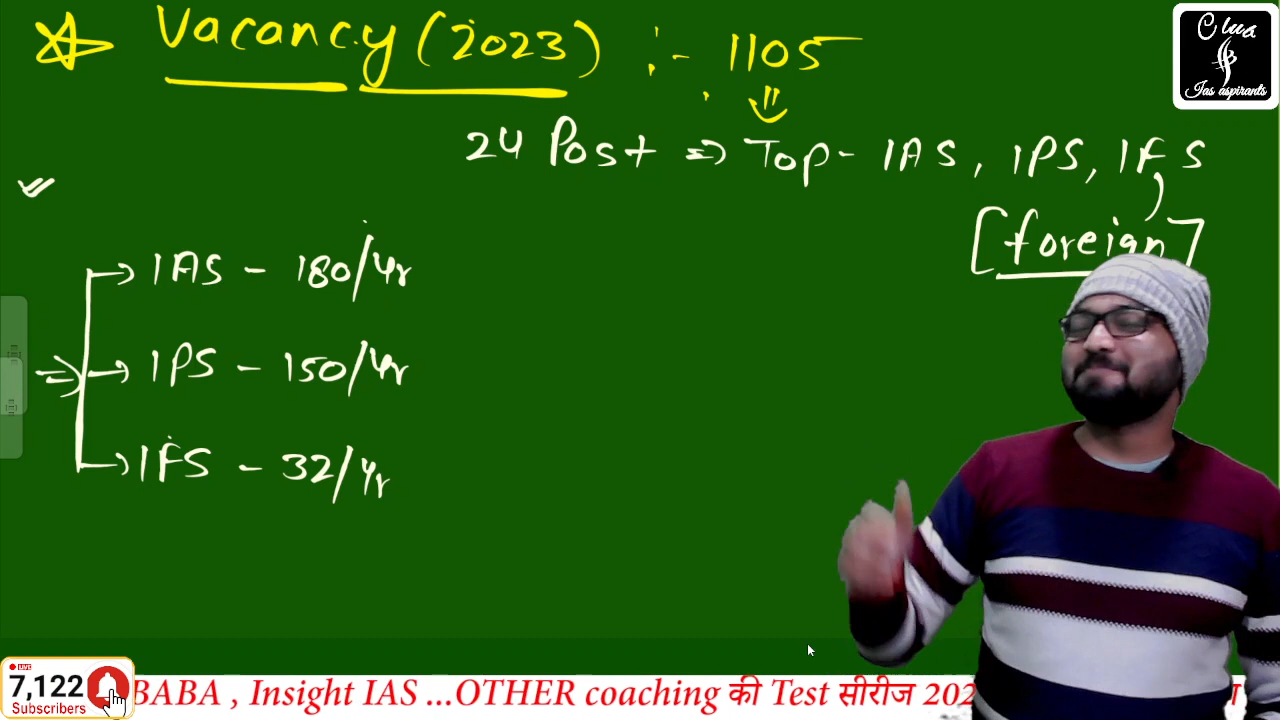 Vacancy (2023) :- 1105
Clua
Ias aspirants
24 Post => Top - IAS, IPS, IFS
[foreign]
IAS - 180/yr
IPS - 150/yr
IFS - 32/yr
LIVE
7,122
Subscribers
BABA , Insight IAS ...OTHER coaching की Test सीरीज 202